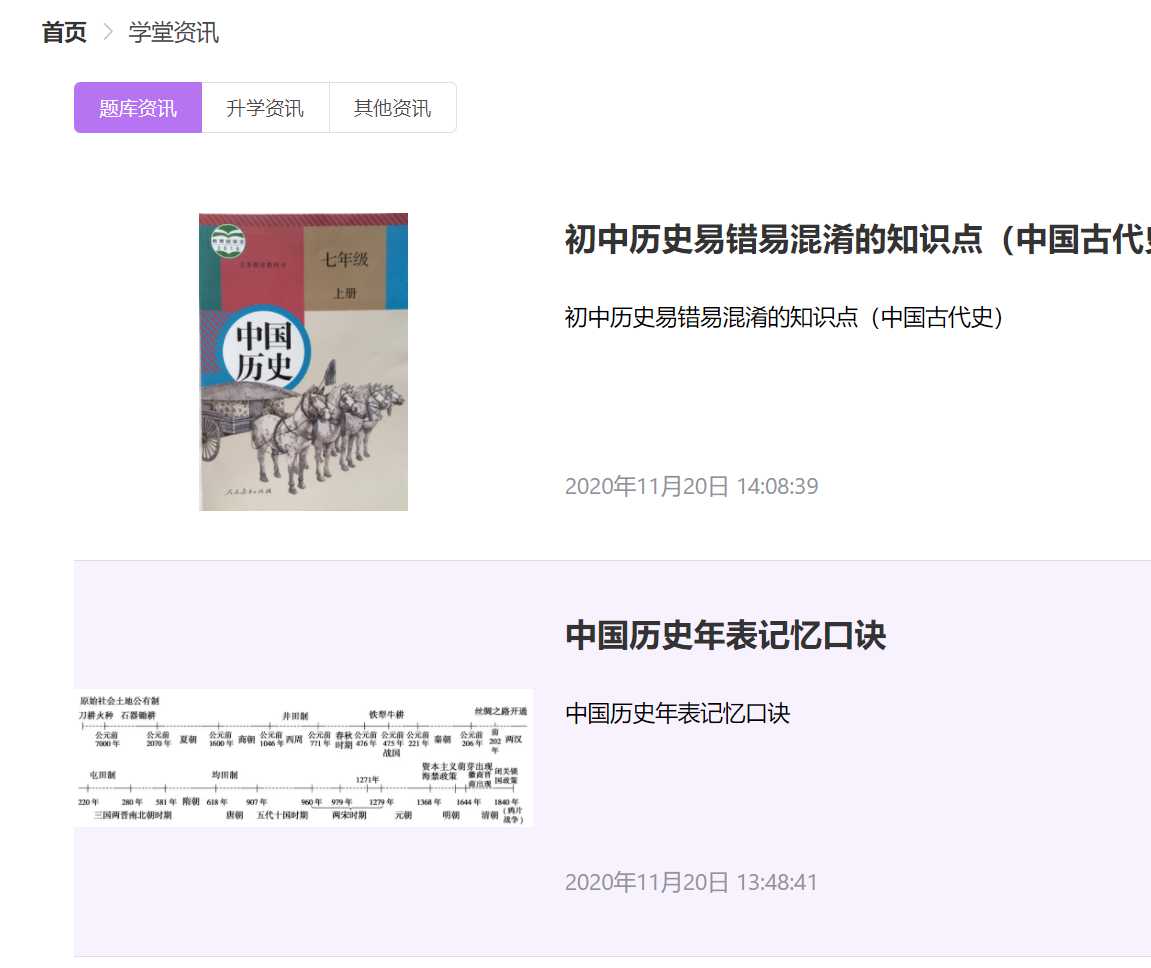 首页 > 学堂资讯
题库资讯 升学资讯 其他资讯
七年级
上册
中国
历史
人民教育出版社
初中历史易错易混淆的知识点（中国古代
初中历史易错易混淆的知识点（中国古代史）
2020年11月20日 14:08:39
中国历史年表记忆口诀
中国历史年表记忆口诀
2020年11月20日 13:48:41
原始社会土地公有制
刀耕火种 石器锄耕 井田制 铁犁牛耕 丝绸之路开通
公元前 公元前 夏朝 公元前 商朝 公元前 西周 公元前 春秋 公元前 公元前 公元前 秦朝 公元前 前 两汉
7000年 2070年 1600年 1046年 771年 时期 476年 475年 221年 206年 202
战国 年
屯田制 均田制 资本主义萌芽出现 闭关锁
海禁政策 徽商晋 国政策
1271年 商出现
220年 280年 581年 隋朝 618年 907年 960年 979年 1279年 1368年 1644年 1840年
三国两晋南北朝时期 唐朝 五代十国时期 两宋时期 元朝 明朝 清朝 (鸦片
战争)